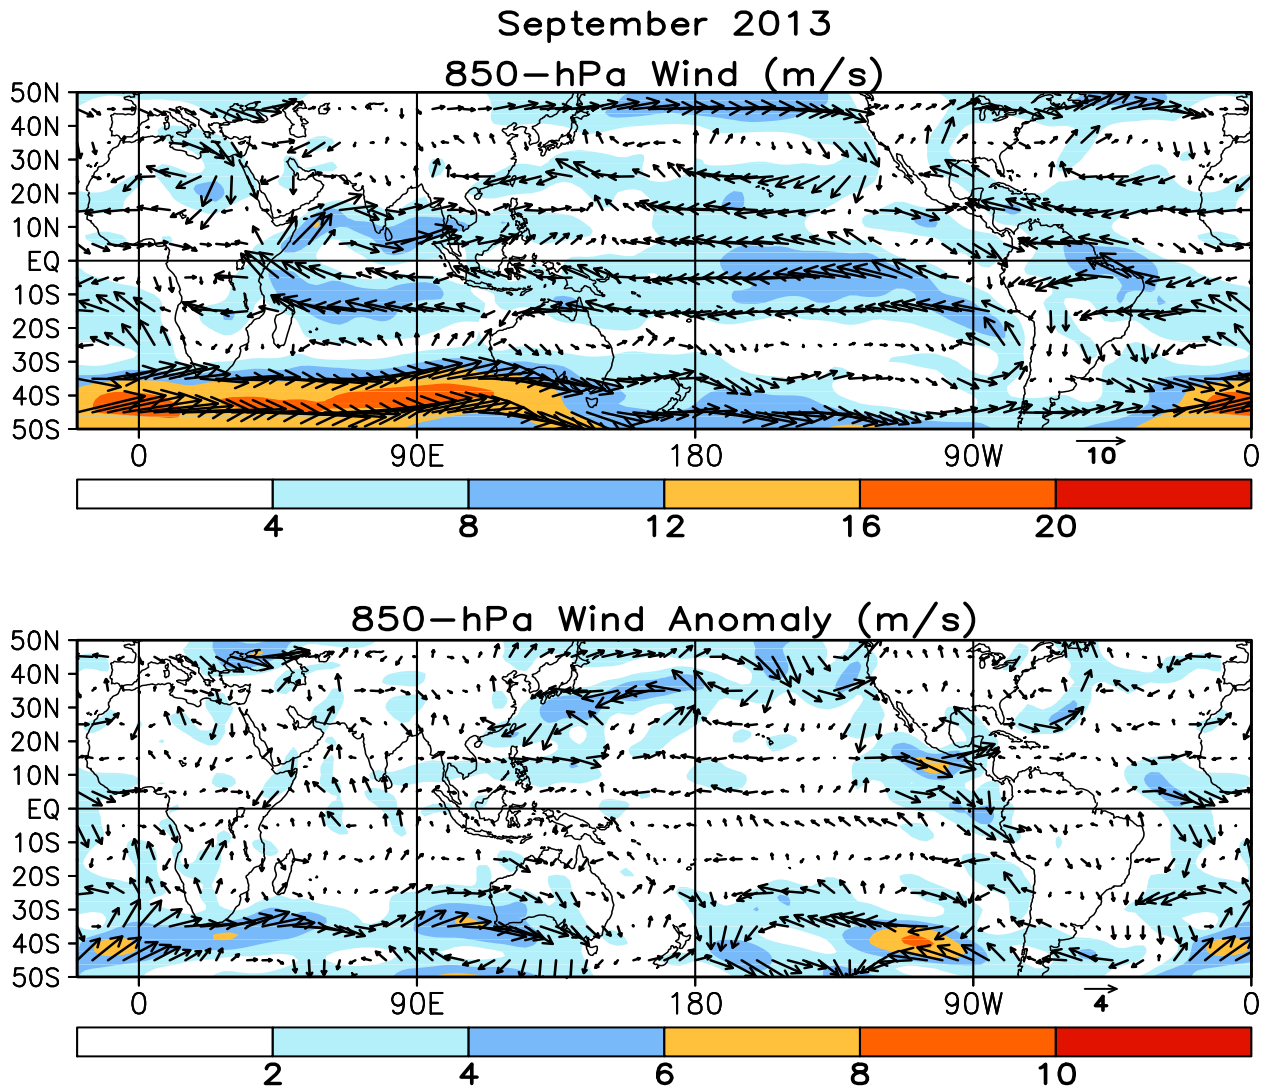 September 2013
850-hPa Wind (m/s)
50N
40N
30N
20N
10N
EQ
10S
20S
30S
40S
50S
0 90E 180 90W 0
10
4 8 12 16 20
850-hPa Wind Anomaly (m/s)
50N
40N
30N
20N
10N
EQ
10S
20S
30S
40S
50S
0 90E 180 90W 0
4
2 4 6 8 10